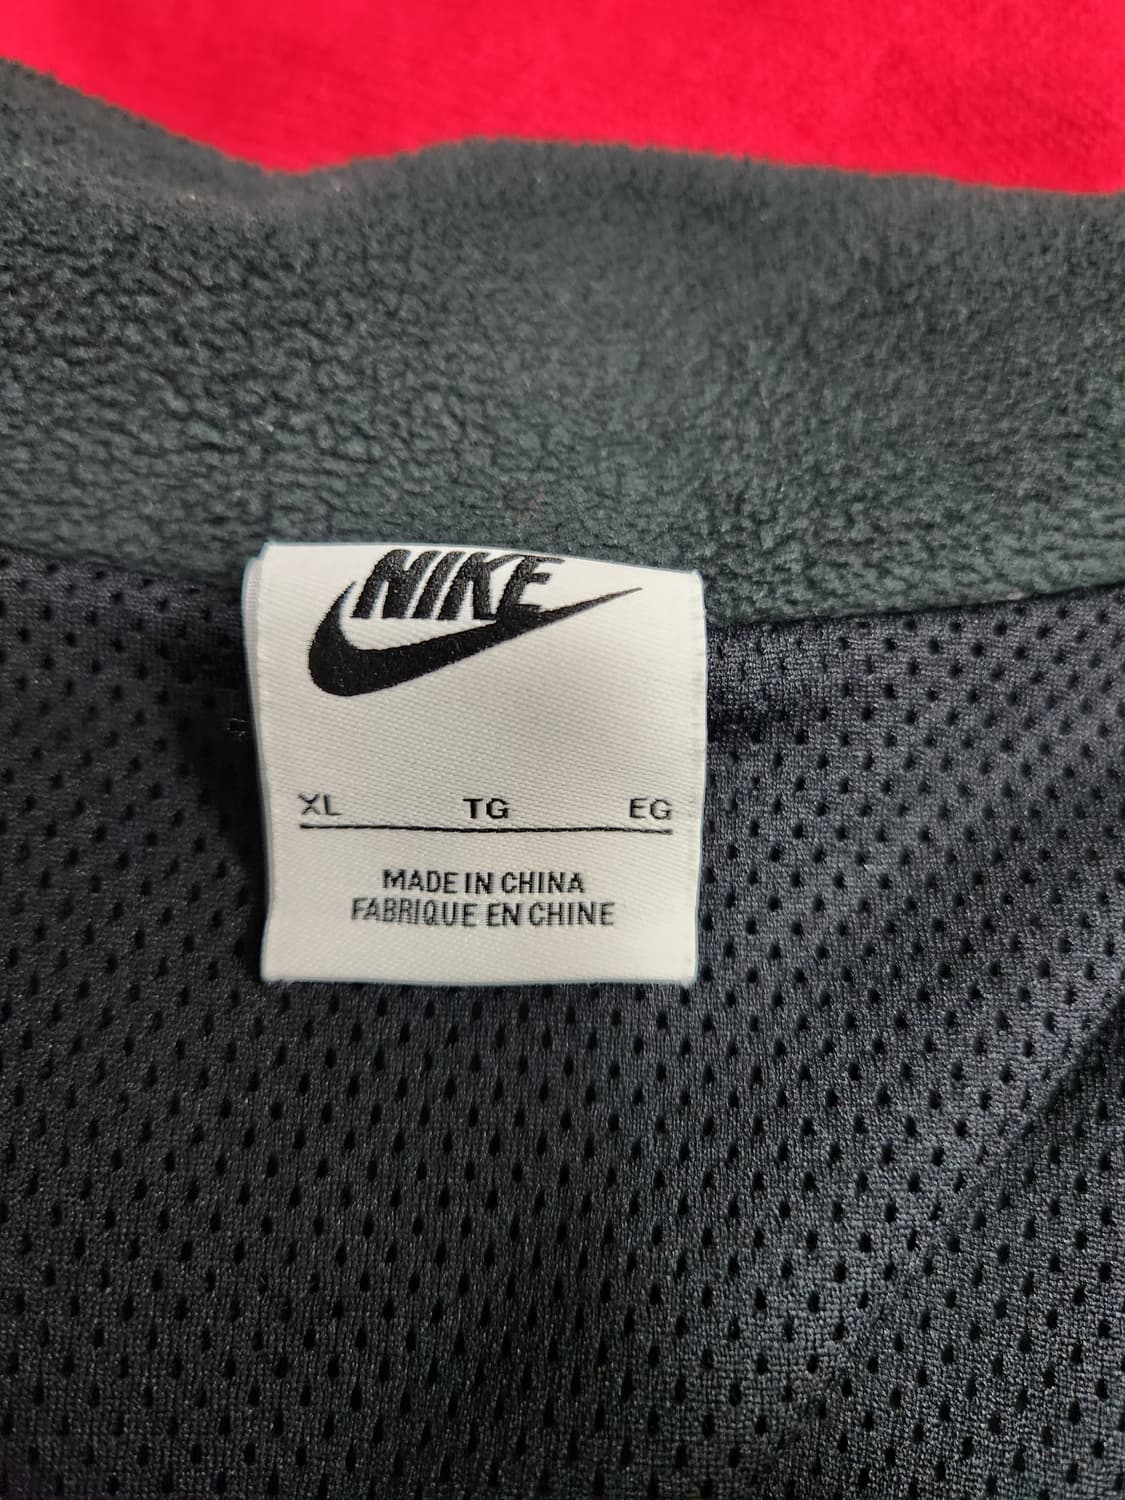 NIKE
XL TG EG
MADE IN CHINA
FABRIQUE EN CHINE